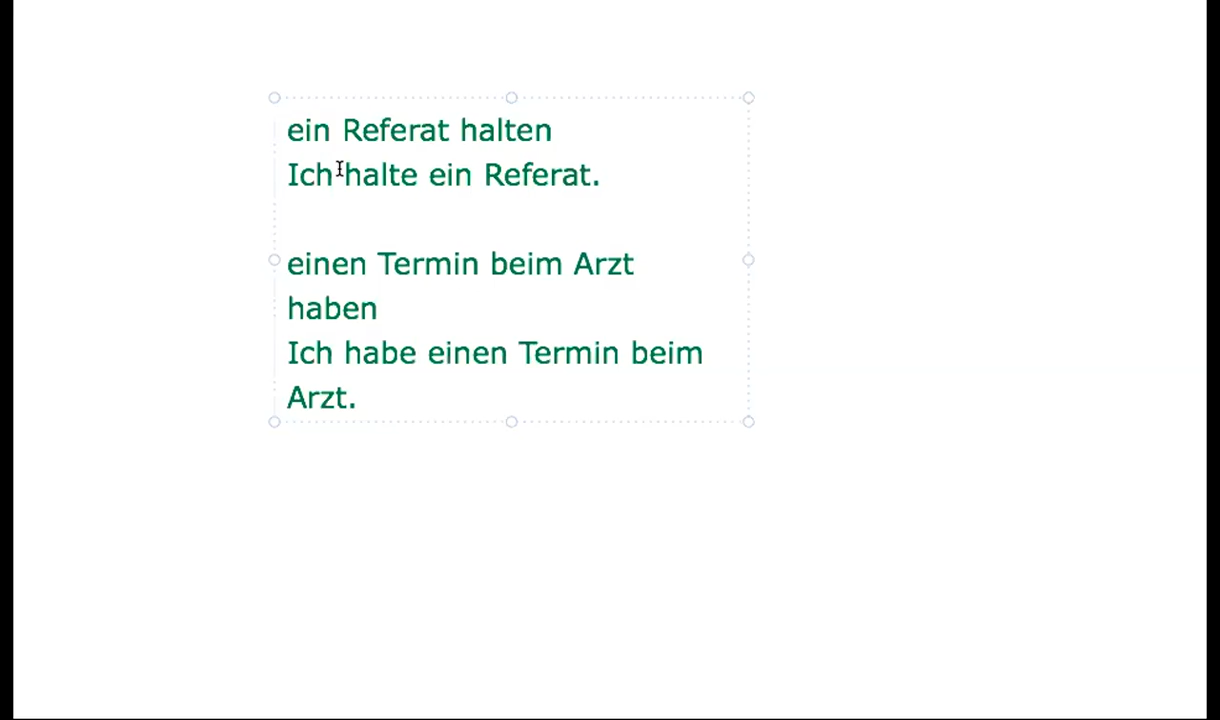 ein Referat halten
Ich halte ein Referat.
einen Termin beim Arzt
haben
Ich habe einen Termin beim
Arzt.